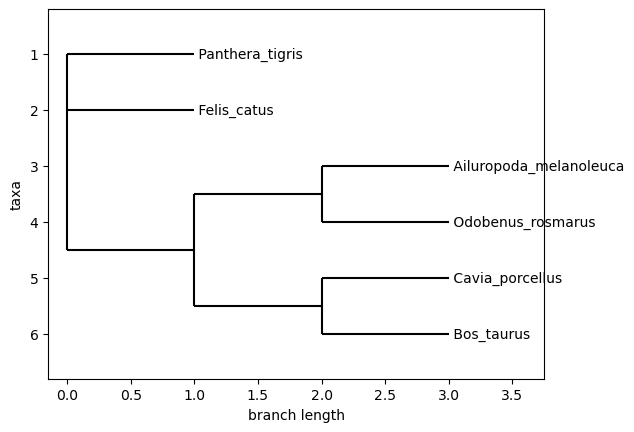 1 Panthera_tigris
2 Felis_catus
3 Ailuropoda_melanoleuca
4 Odobenus_rosmarus
5 Cavia_porcellus
6 Bos_taurus
taxa
0.0 0.5 1.0 1.5 2.0 2.5 3.0 3.5
branch length